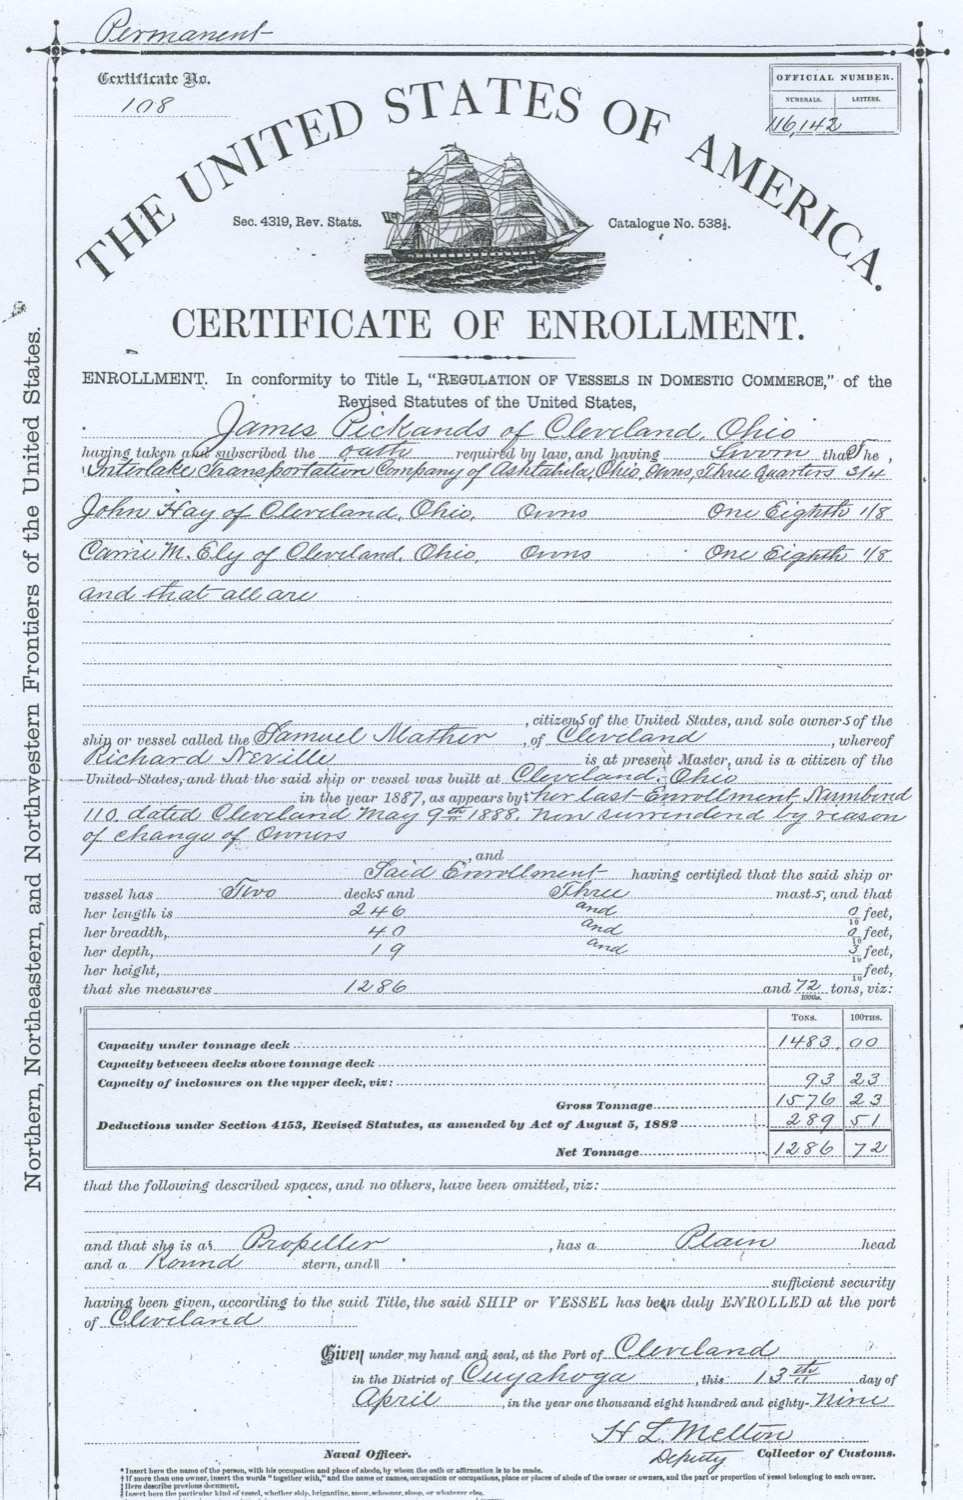 Permanent
Certificate No.
108
OFFICIAL NUMBER.
NUMERALS. LETTERS.
116,142
THE UNITED STATES OF AMERICA.
Sec. 4319, Rev. Stats. Catalogue No. 538½.
CERTIFICATE OF ENROLLMENT.
Northern, Northeastern, and Northwestern Frontiers of the United States.
ENROLLMENT. In conformity to Title L, "REGULATION OF VESSELS IN DOMESTIC COMMERCE," of the
Revised Statutes of the United States,
James Pickands of Cleveland, Ohio
having taken and subscribed the oath required by law, and having Sworn that The
Interlake Transportation Company of Ashtabula, Ohio, owns, Three Quarters 3/4
John Hay of Cleveland, Ohio, Owns One Eighth 1/8
Carrie M. Ely of Cleveland, Ohio, Owns One Eighth 1/8
and that all are
, citizens of the United States, and sole owners of the
ship or vessel called the Samuel Mather, of Cleveland, whereof
Richard Neville is at present Master, and is a citizen of the
United States, and that the said ship or vessel was built at Cleveland, Ohio
in the year 1887, as appears by‡ her last Enrollment, Numbered
110. dated Cleveland May 9th 1888. now surrendered by reason
of change of Owners
, and
Said Enrollment having certified that the said ship or
vessel has Two decks and Three masts, and that
her length is 246 and 0/10 feet,
her breadth, 40 and 0/10 feet,
her depth, 19 and 3/10 feet,
her height, /10 feet,
that she measures 1286 and 72/100ths. tons, viz:
TONS. 100THS.
Capacity under tonnage deck 1483 00
Capacity between decks above tonnage deck
Capacity of inclosures on the upper deck, viz: 93 23
Gross Tonnage 1576 23
Deductions under Section 4153, Revised Statutes, as amended by Act of August 5, 1882 289 51
Net Tonnage 1286 72
that the following described spaces, and no others, have been omitted, viz:
and that she is a§ Propeller, has a Plain head
and a Round stern, and‖
sufficient security
having been given, according to the said Title, the said SHIP or VESSEL has been duly ENROLLED at the port
of Cleveland
Given under my hand and seal, at the Port of Cleveland
in the District of Cuyahoga, this 13th day of
April, in the year one thousand eight hundred and eighty-Nine
H L Melton
Naval Officer. Deputy Collector of Customs.
* Insert here the name of the person, with his occupation and place of abode, by whom the oath or affirmation is to be made.
† If more than one owner, insert the words "together with," and the name or names, occupation or occupations, place or places of abode of the owner or owners, and the part or proportion of vessel belonging to each owner.
‡ Here describe previous document.
§ Insert here the particular kind of vessel, whether ship, brigantine, snow, schooner, sloop, or whatever else.